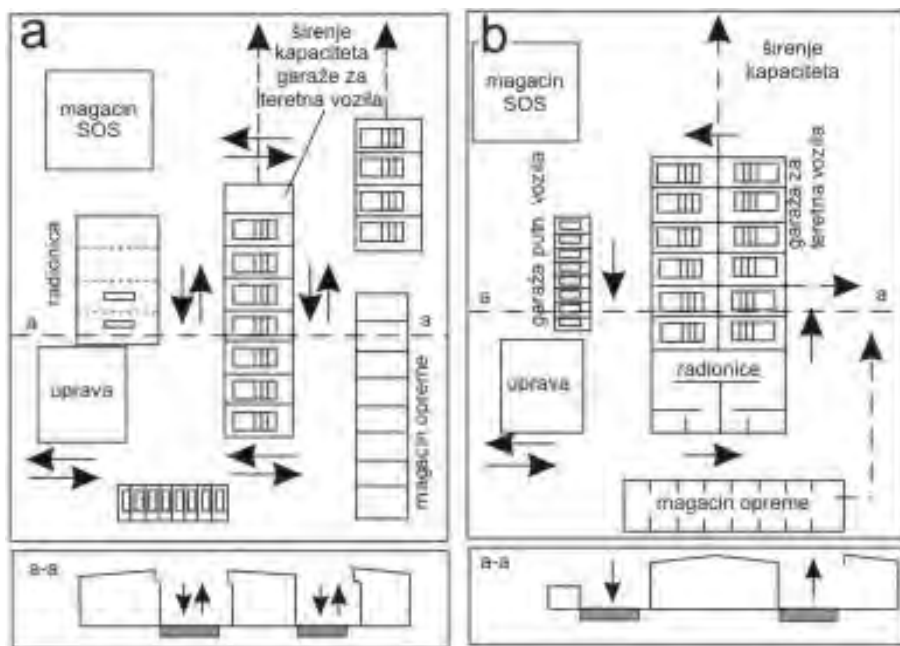 a
širenje
kapaciteta
garaže za
teretna vozila
magacin
SOS
radionica
a
a
uprava
magacin opreme
a-a
b
širenje
kapaciteta
magacin
SOS
garaža putn. vozila
garaža za
teretna vozila
a
a
uprava
radionice
magacin opreme
a-a